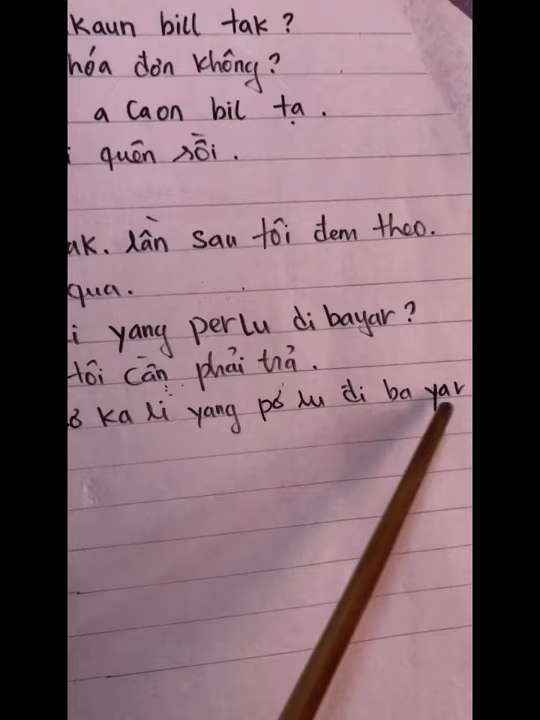 Kaun bill tak?
hóa đơn không?
a Caon bil tạ.
i quên rồi.
ak. lần sau tôi đem theo.
qua.
i yang perlu di bayar?
tôi cần phải trả.
ka li yang pơ lu di ba yar